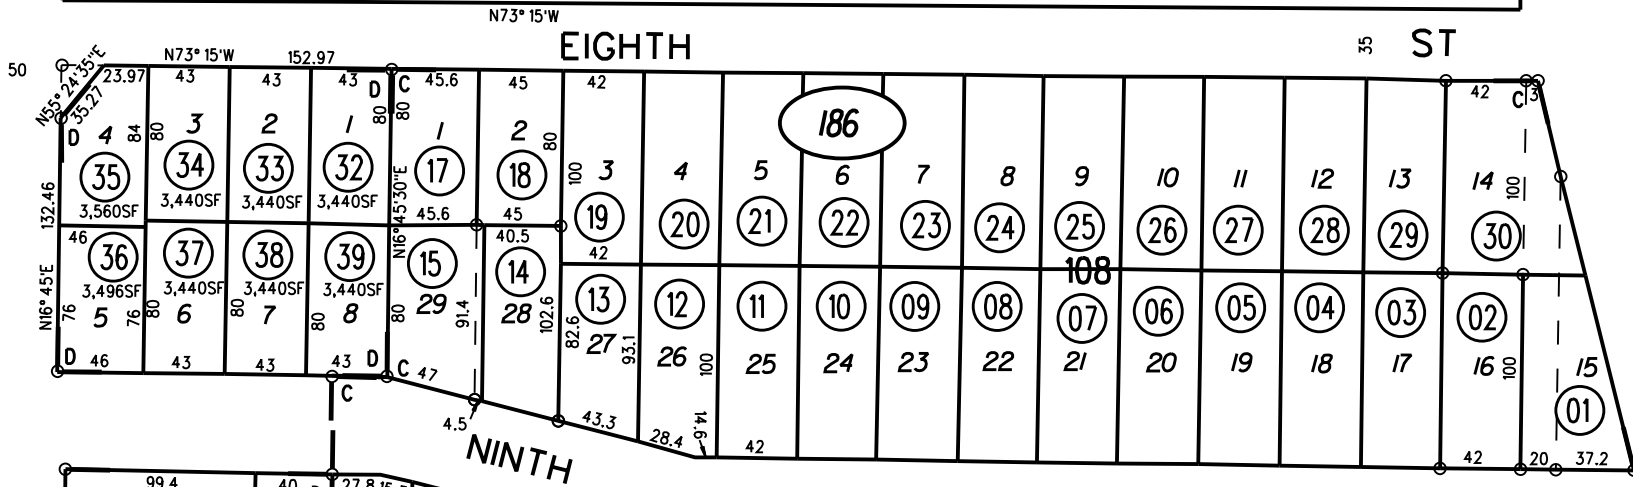 N73° 15'W
EIGHTH ST
35
50
N55° 24'35"E
35.27
N73° 15'W 152.97
23.97 43 43 43 D C 45.6 45 42 42 C 3
D 4 84 80 3 2 1 80 80 1 2 80
186
35 34 33 32 17 18
100 3 4 5 6 7 8 9 10 11 12 13 14 100
19 20 21 22 23 24 25 26 27 28 29 30
3,560SF 3,440SF 3,440SF 3,440SF
132.46
N16° 45'30"E
45.6 45
46 40.5 42
36 37 38 39 15 14
108
3,496SF 3,440SF 3,440SF 3,440SF
N16° 45'E
76 5 76 80 6 80 7 80 8 80 29 91.4 28 102.6
13 12 11 10 09 08 07 06 05 04 03 02
82.6 27 93.1 26 100 25 24 23 22 21 20 19 18 17 16 100 15
01
D 46 43 43 43 D C 47
C
4.5
43.3 28.4 14.6 42 42 20 37.2
NINTH
99.4 40 27.8